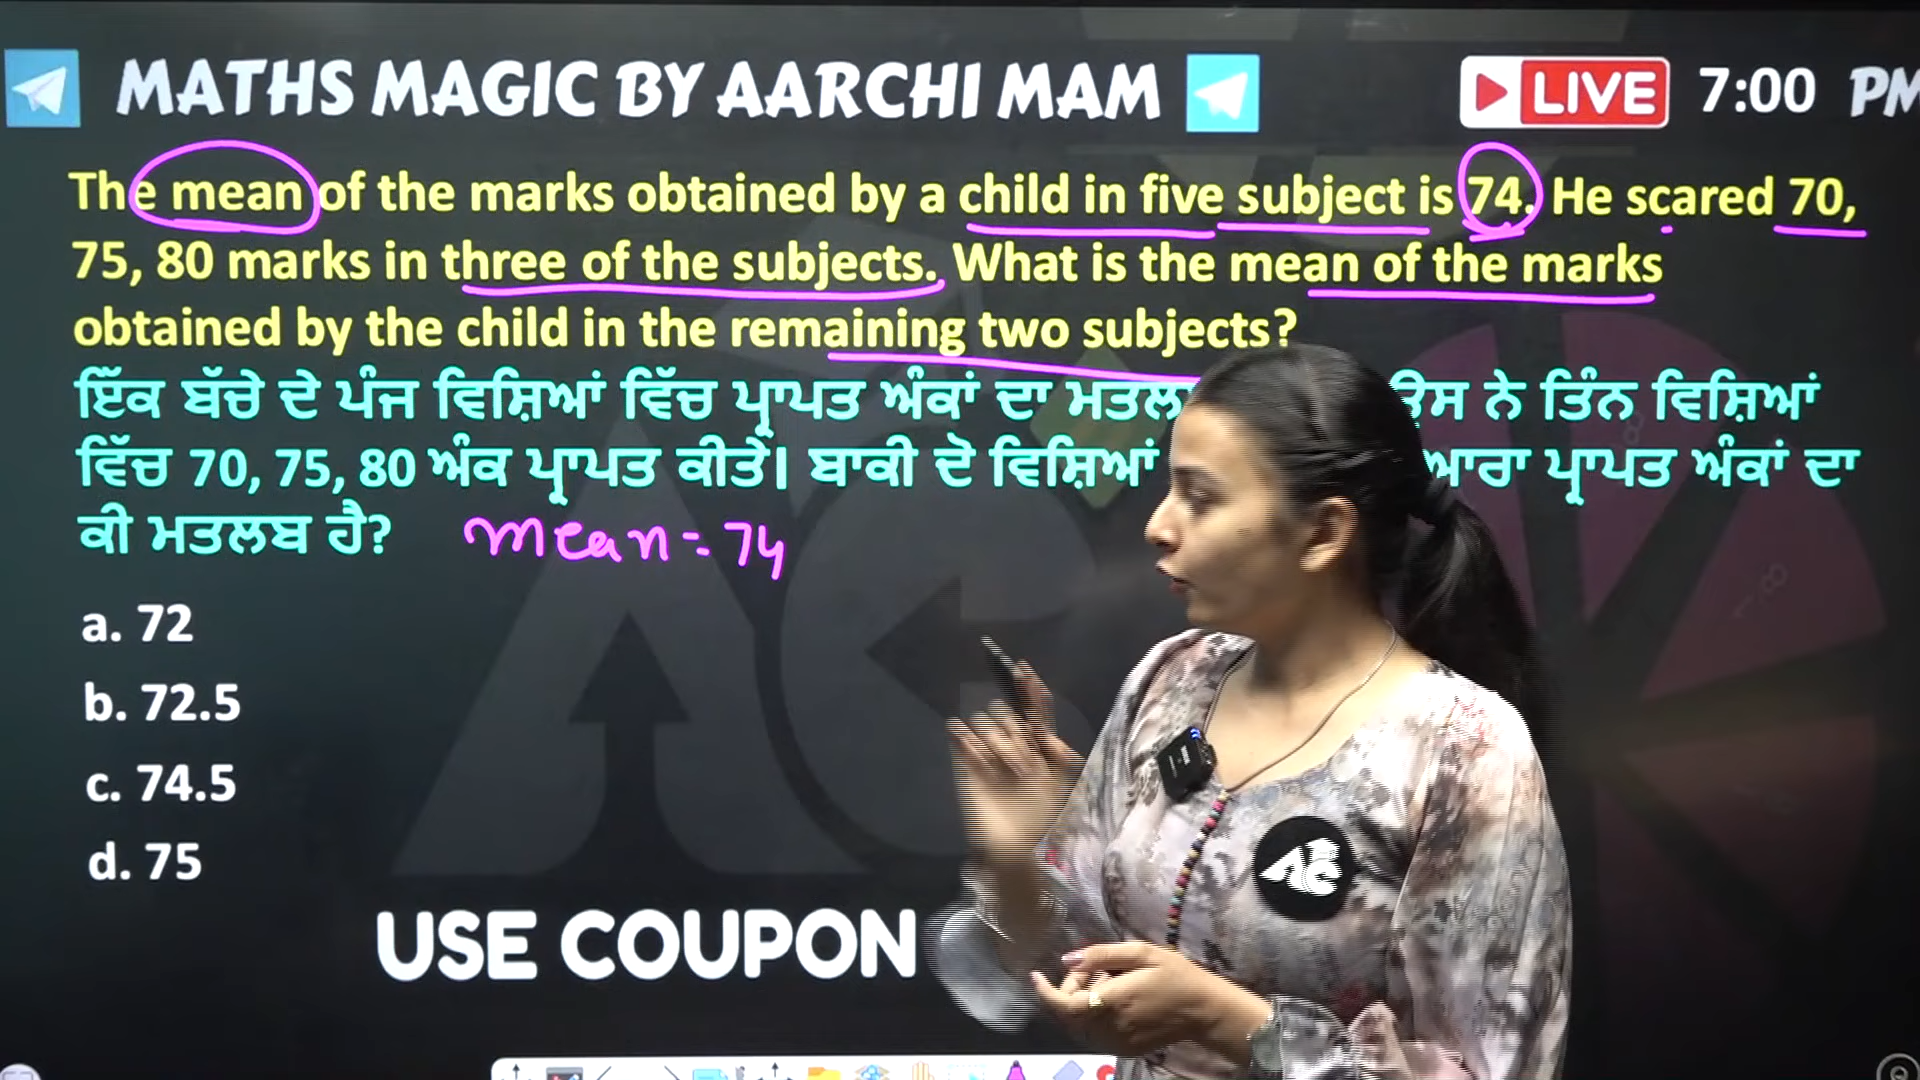 MATHS MAGIC BY AARCHI MAM LIVE 7:00 PM
The mean of the marks obtained by a child in five subject is 74. He scared 70,
75, 80 marks in three of the subjects. What is the mean of the marks
obtained by the child in the remaining two subjects?
ਇੱਕ ਬੱਚੇ ਦੇ ਪੰਜ ਵਿਸ਼ਿਆਂ ਵਿੱਚ ਪ੍ਰਾਪਤ ਅੰਕਾਂ ਦਾ ਨੇ ਤਿੰਨ ਵਿਸ਼ਿਆਂ
ਵਿੱਚ 70, 75, 80 ਅੰਕ ਪ੍ਰਾਪਤ ਕੀਤੇ। ਬਾਕੀ ਦੋ ਵਿਸ਼ਿਆਂ ਪ੍ਰਾਪਤ ਅੰਕਾਂ ਦਾ
ਕੀ ਮਤਲਬ ਹੈ? mean = 74
a. 72
b. 72.5
c. 74.5
d. 75
USE COUPON